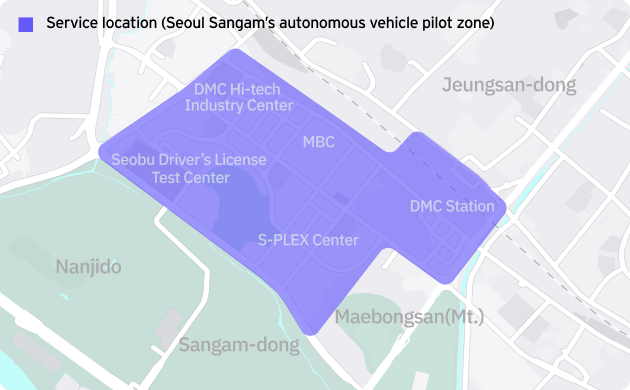 Service location (Seoul Sangam's autonomous vehicle pilot zone)
Jeungsan-dong
DMC Hi-tech
Industry Center
MBC
Seobu Driver's License
Test Center
DMC Station
S-PLEX Center
Nanjido
Maebongsan(Mt.)
Sangam-dong